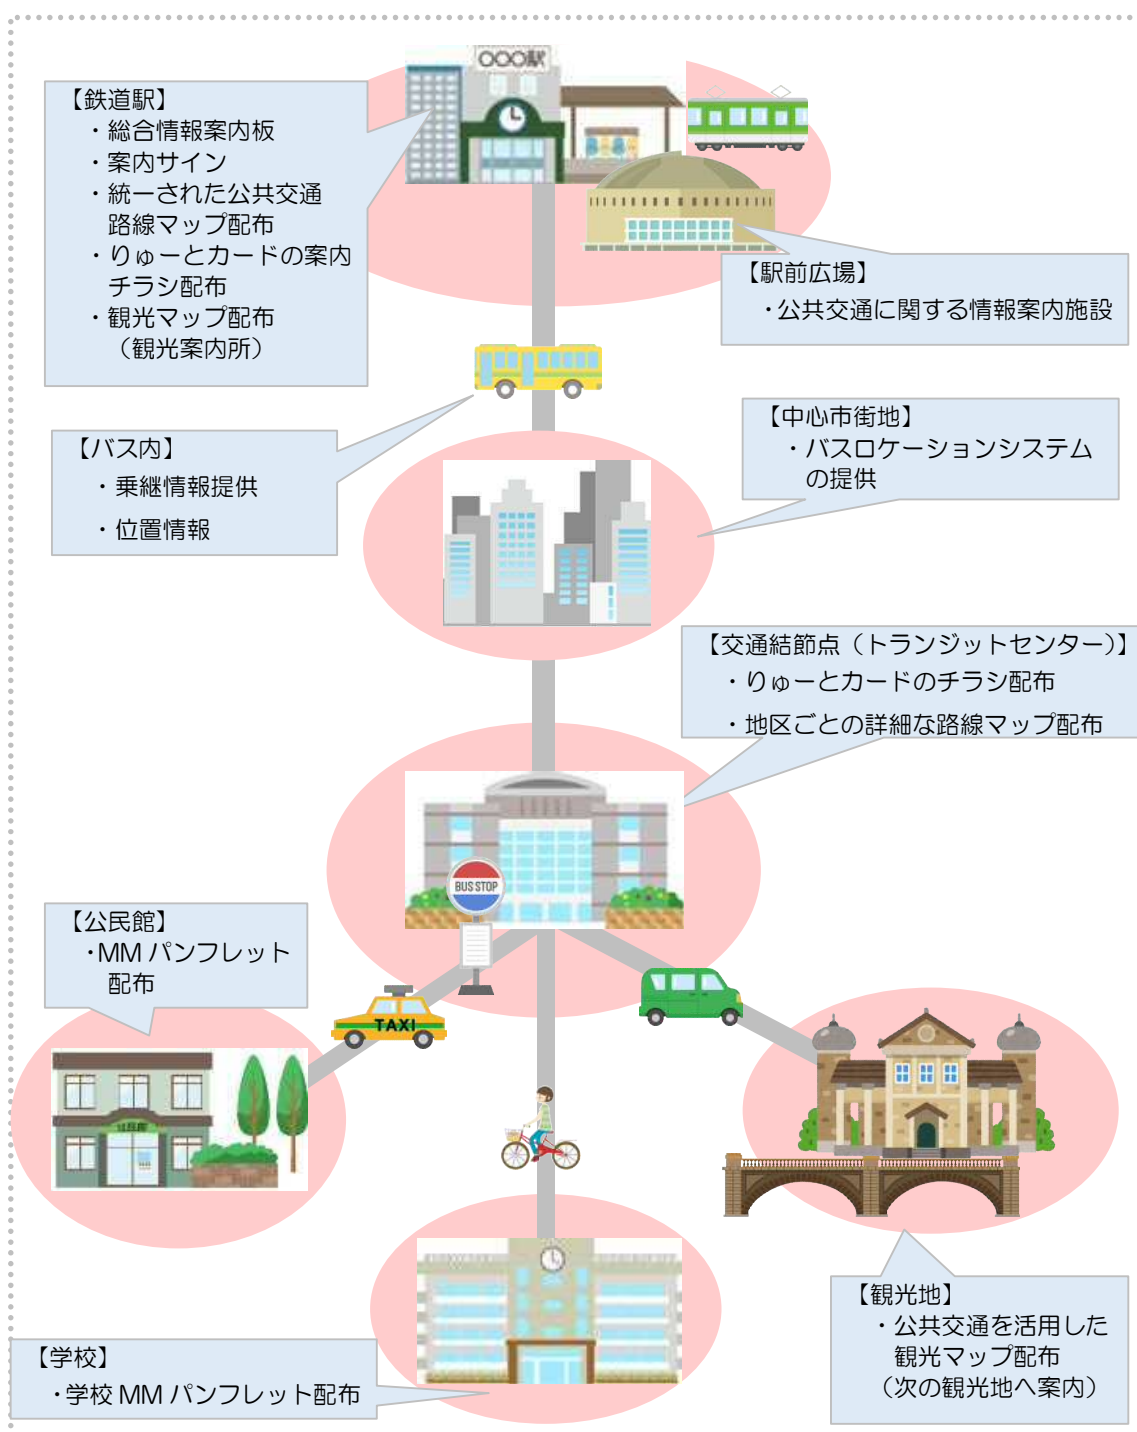 〇〇〇駅
【鉄道駅】
・総合情報案内板
・案内サイン
・統一された公共交通
路線マップ配布
・りゅーとカードの案内
チラシ配布
・観光マップ配布
（観光案内所）
【駅前広場】
・公共交通に関する情報案内施設
【バス内】
・乗継情報提供
・位置情報
【中心市街地】
・バスロケーションシステム
の提供
【交通結節点（トランジットセンター）】
・りゅーとカードのチラシ配布
・地区ごとの詳細な路線マップ配布
BUS STOP
【公民館】
・MM パンフレット
配布
TAXI
公民館
【観光地】
・公共交通を活用した
観光マップ配布
（次の観光地へ案内）
【学校】
・学校 MM パンフレット配布